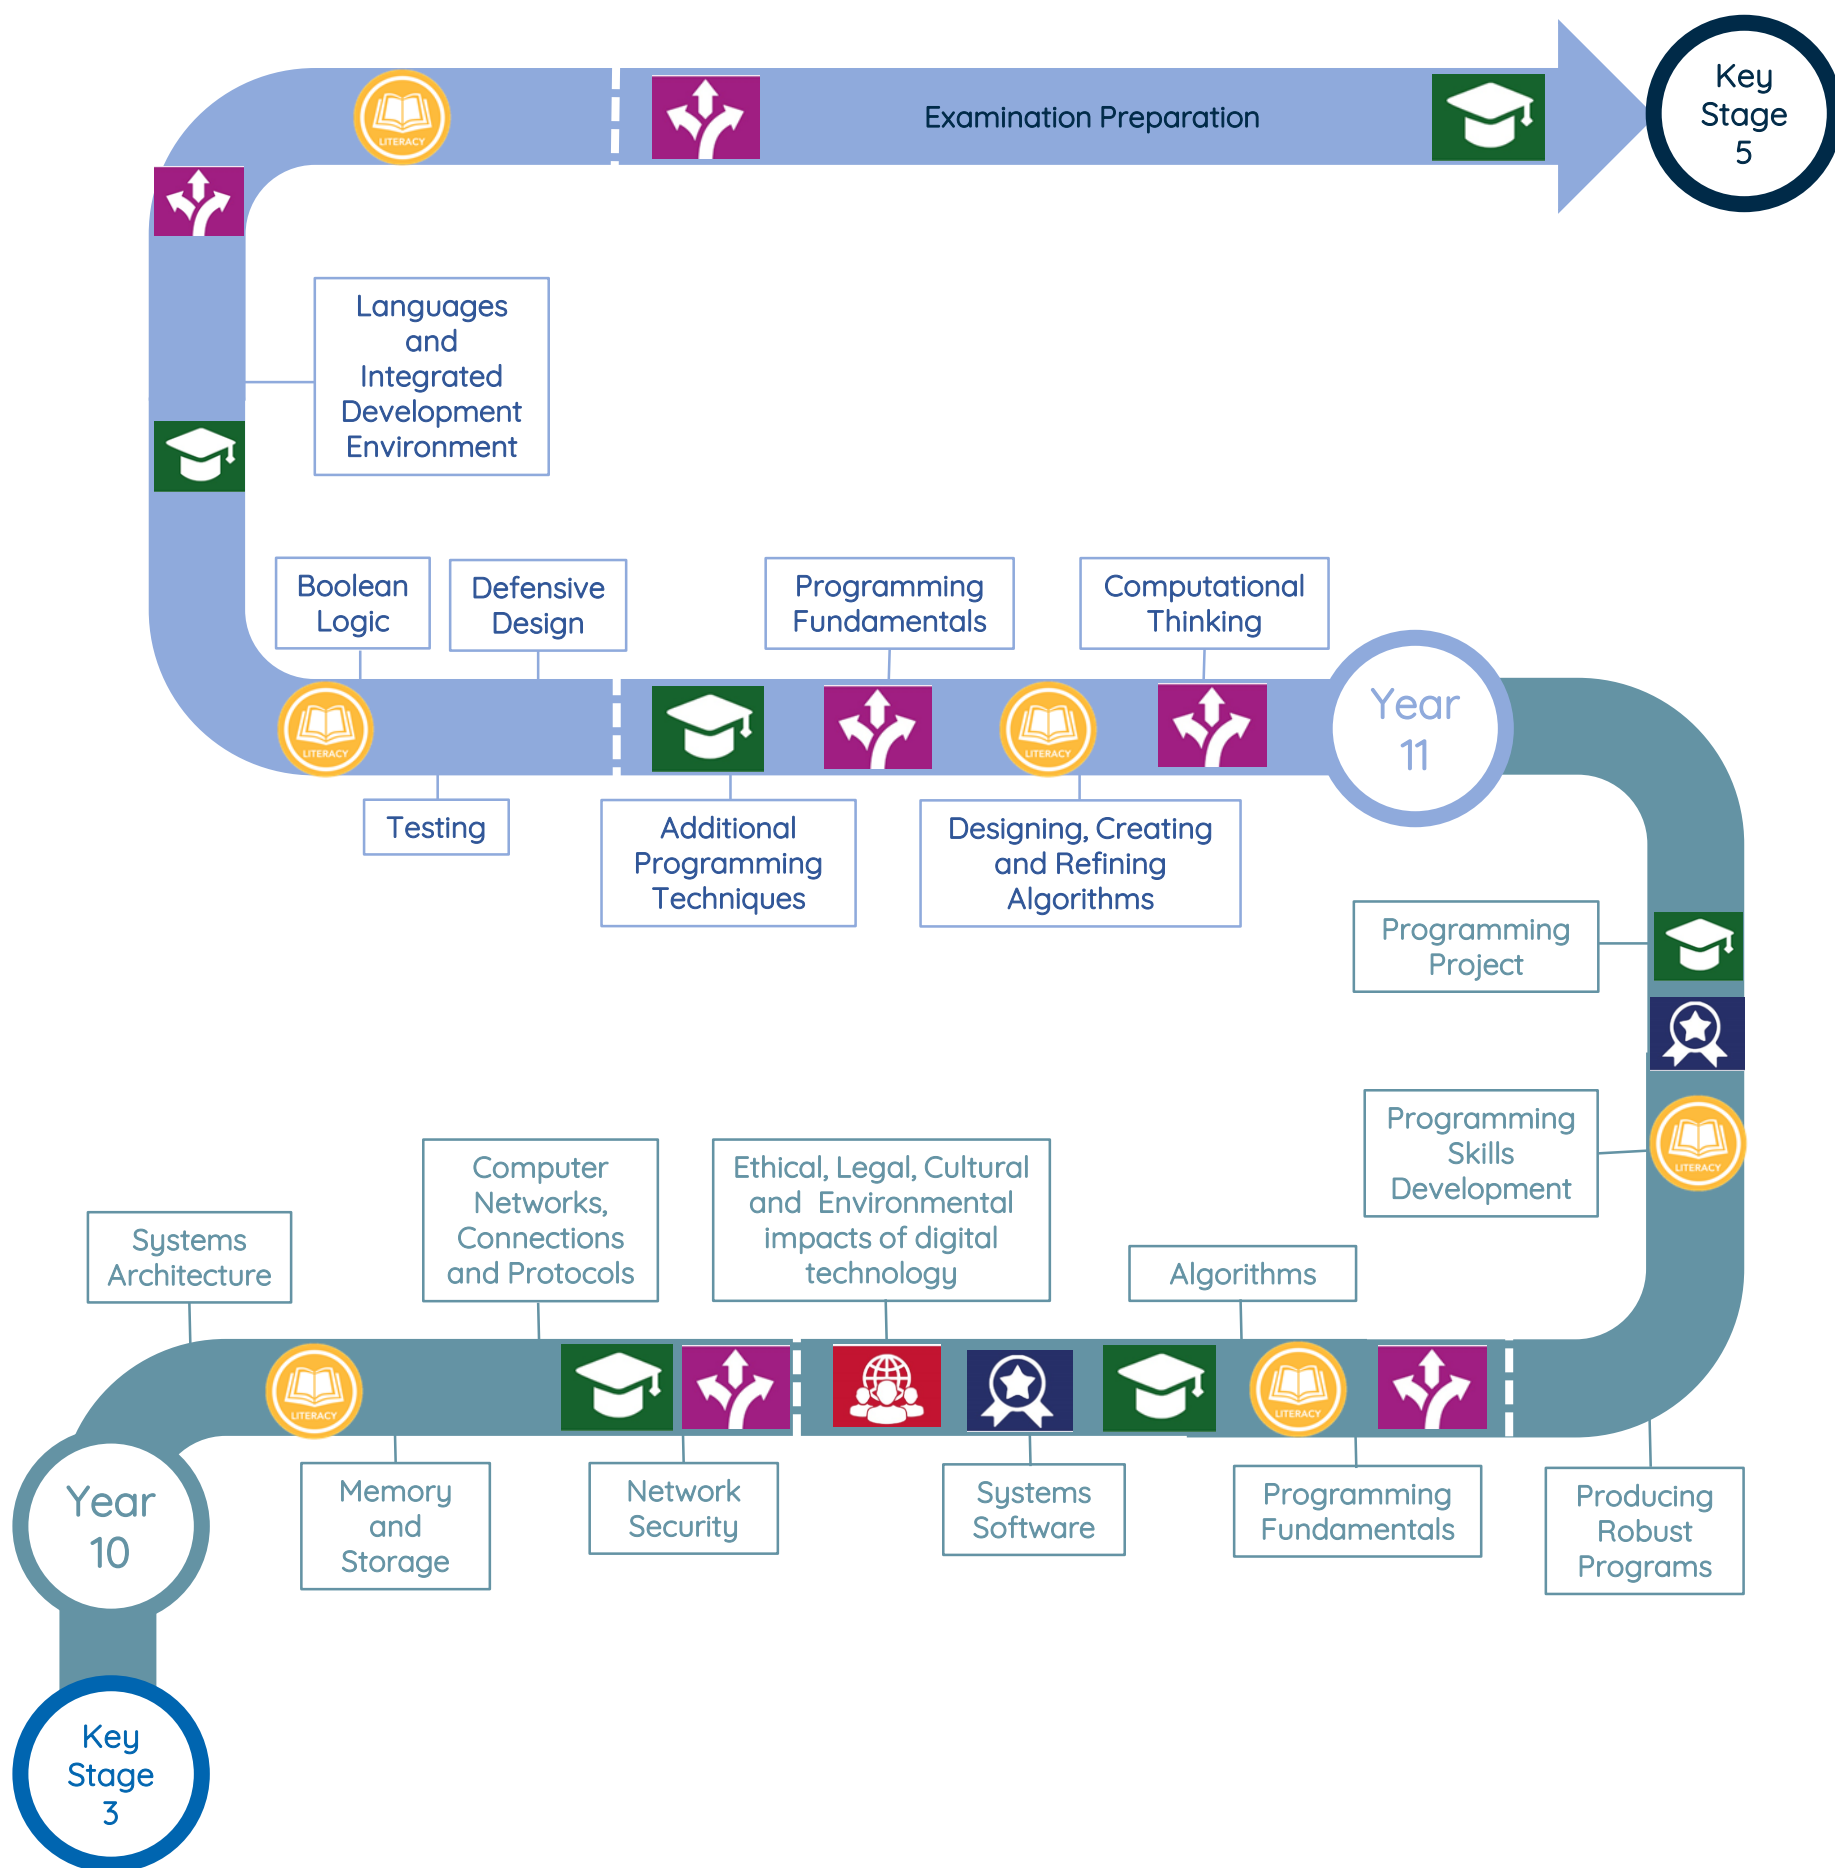 LITERACY
Examination Preparation
Key
Stage
5
Languages
and
Integrated
Development
Environment
Boolean
Logic
Defensive
Design
Programming
Fundamentals
Computational
Thinking
LITERACY
LITERACY
Year
11
Testing
Additional
Programming
Techniques
Designing, Creating
and Refining
Algorithms
Programming
Project
Programming
Skills
Development
LITERACY
Systems
Architecture
Computer
Networks,
Connections
and Protocols
Ethical, Legal, Cultural
and Environmental
impacts of digital
technology
Algorithms
LITERACY
LITERACY
Year
10
Memory
and
Storage
Network
Security
Systems
Software
Programming
Fundamentals
Producing
Robust
Programs
Key
Stage
3